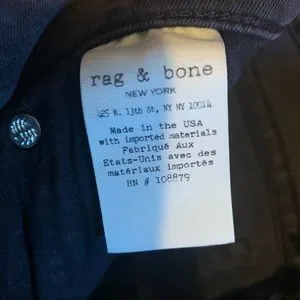 rag & bone
NEW YORK
425 W. 13th St, NY NY 10014
Made in the USA
with imported materials
Fabriqué Aux
Etats-Unis avec des
matériaux importés
RN # 108879